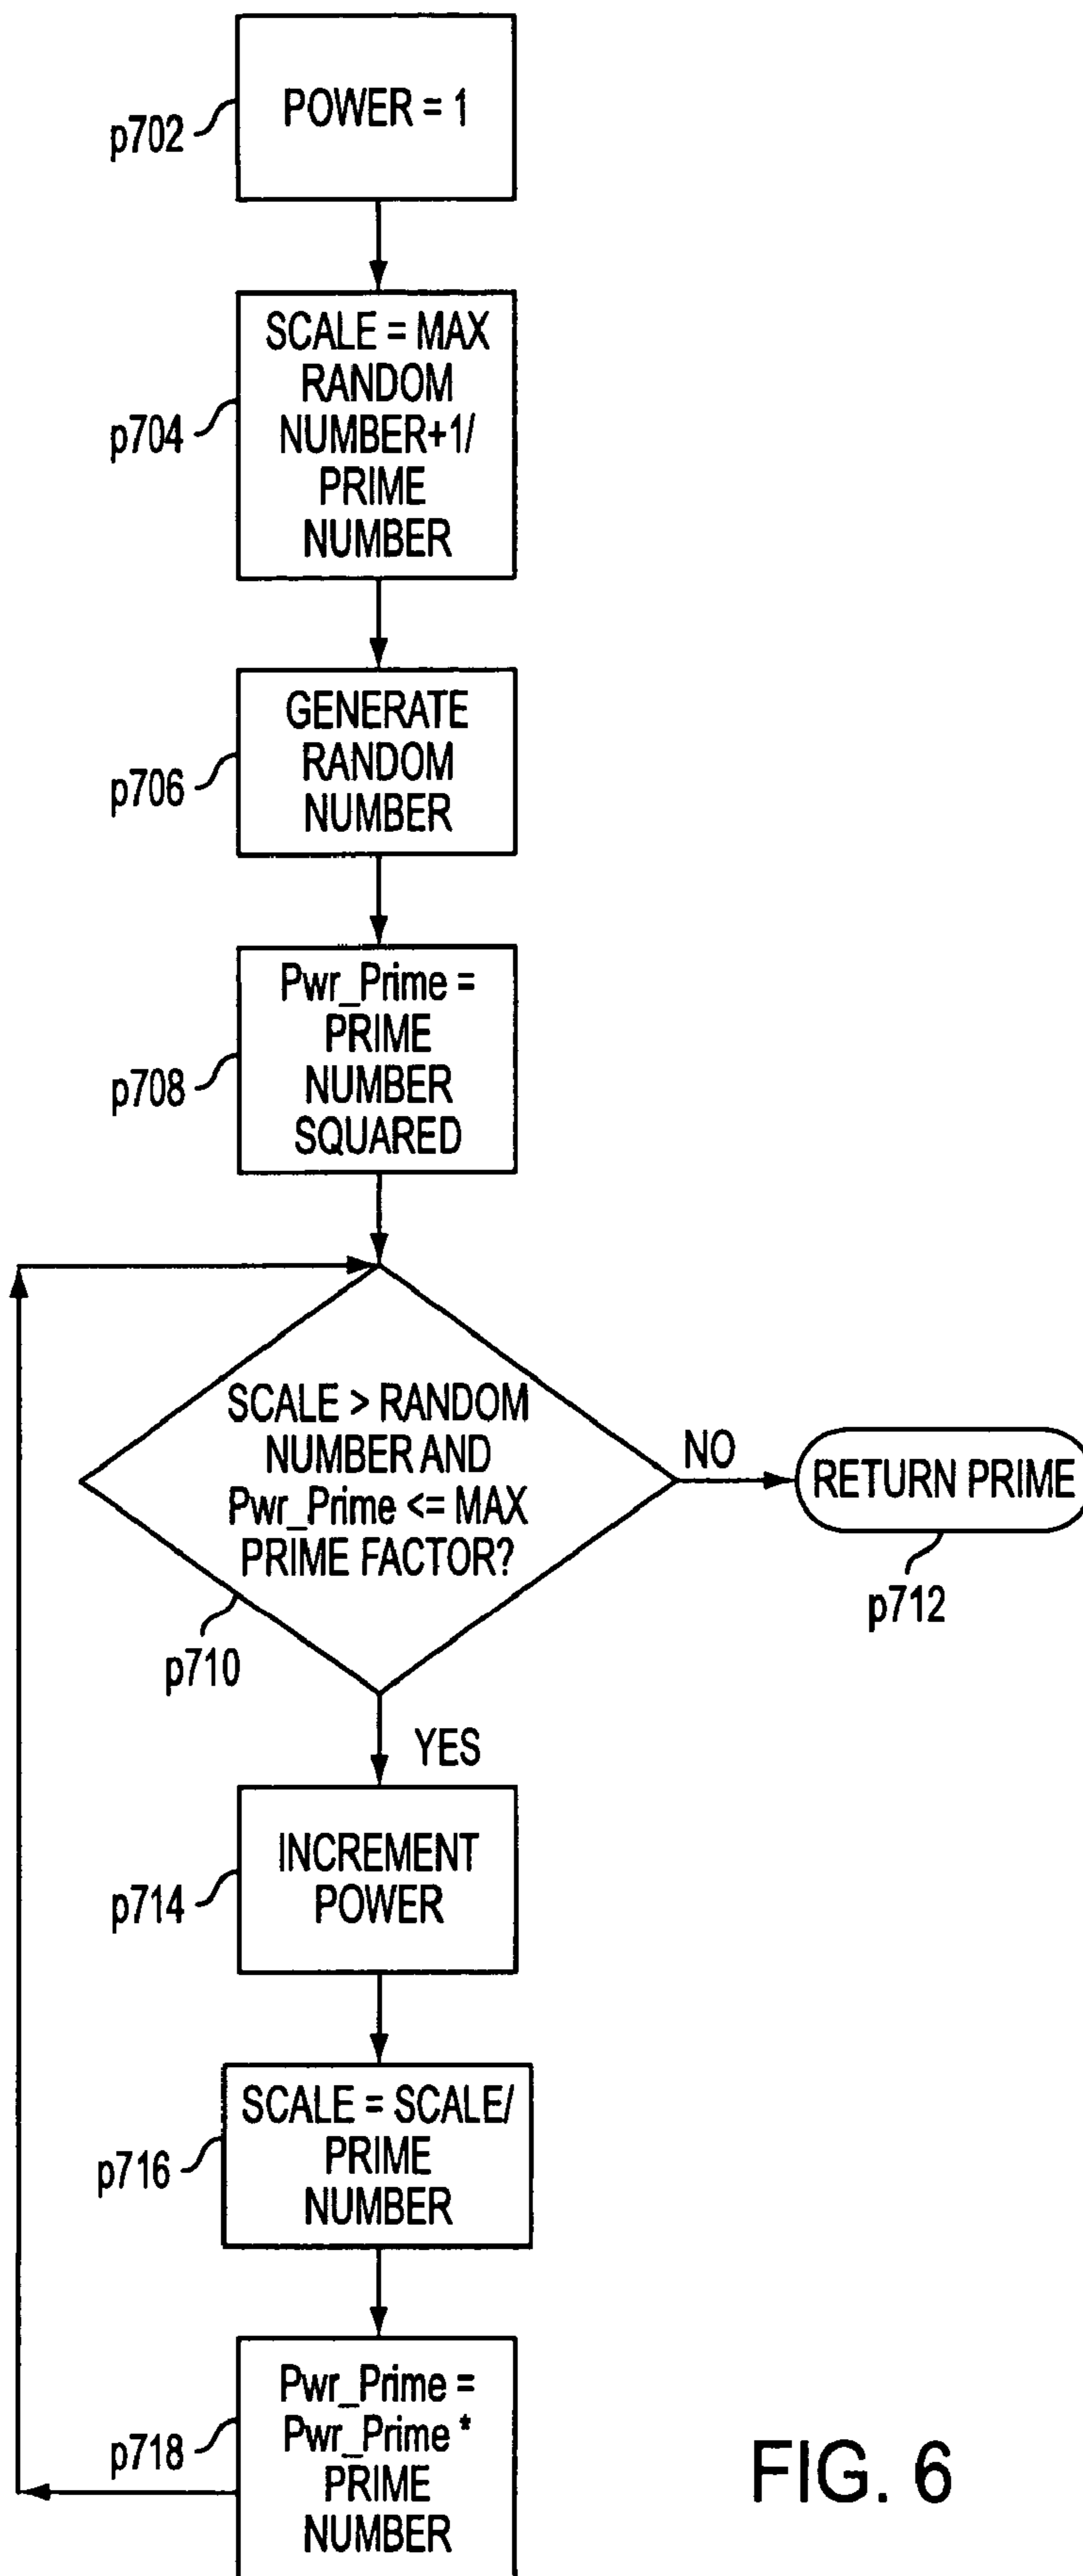 POWER = 1
p702
SCALE = MAX
RANDOM
NUMBER+1/
PRIME
NUMBER
p704
GENERATE
RANDOM
NUMBER
p706
Pwr_Prime =
PRIME
NUMBER
SQUARED
p708
SCALE > RANDOM
NUMBER AND
Pwr_Prime <= MAX
PRIME FACTOR?
p710
NO
RETURN PRIME
p712
YES
INCREMENT
POWER
p714
SCALE = SCALE/
PRIME
NUMBER
p716
Pwr_Prime =
Pwr_Prime *
PRIME
NUMBER
p718
FIG. 6